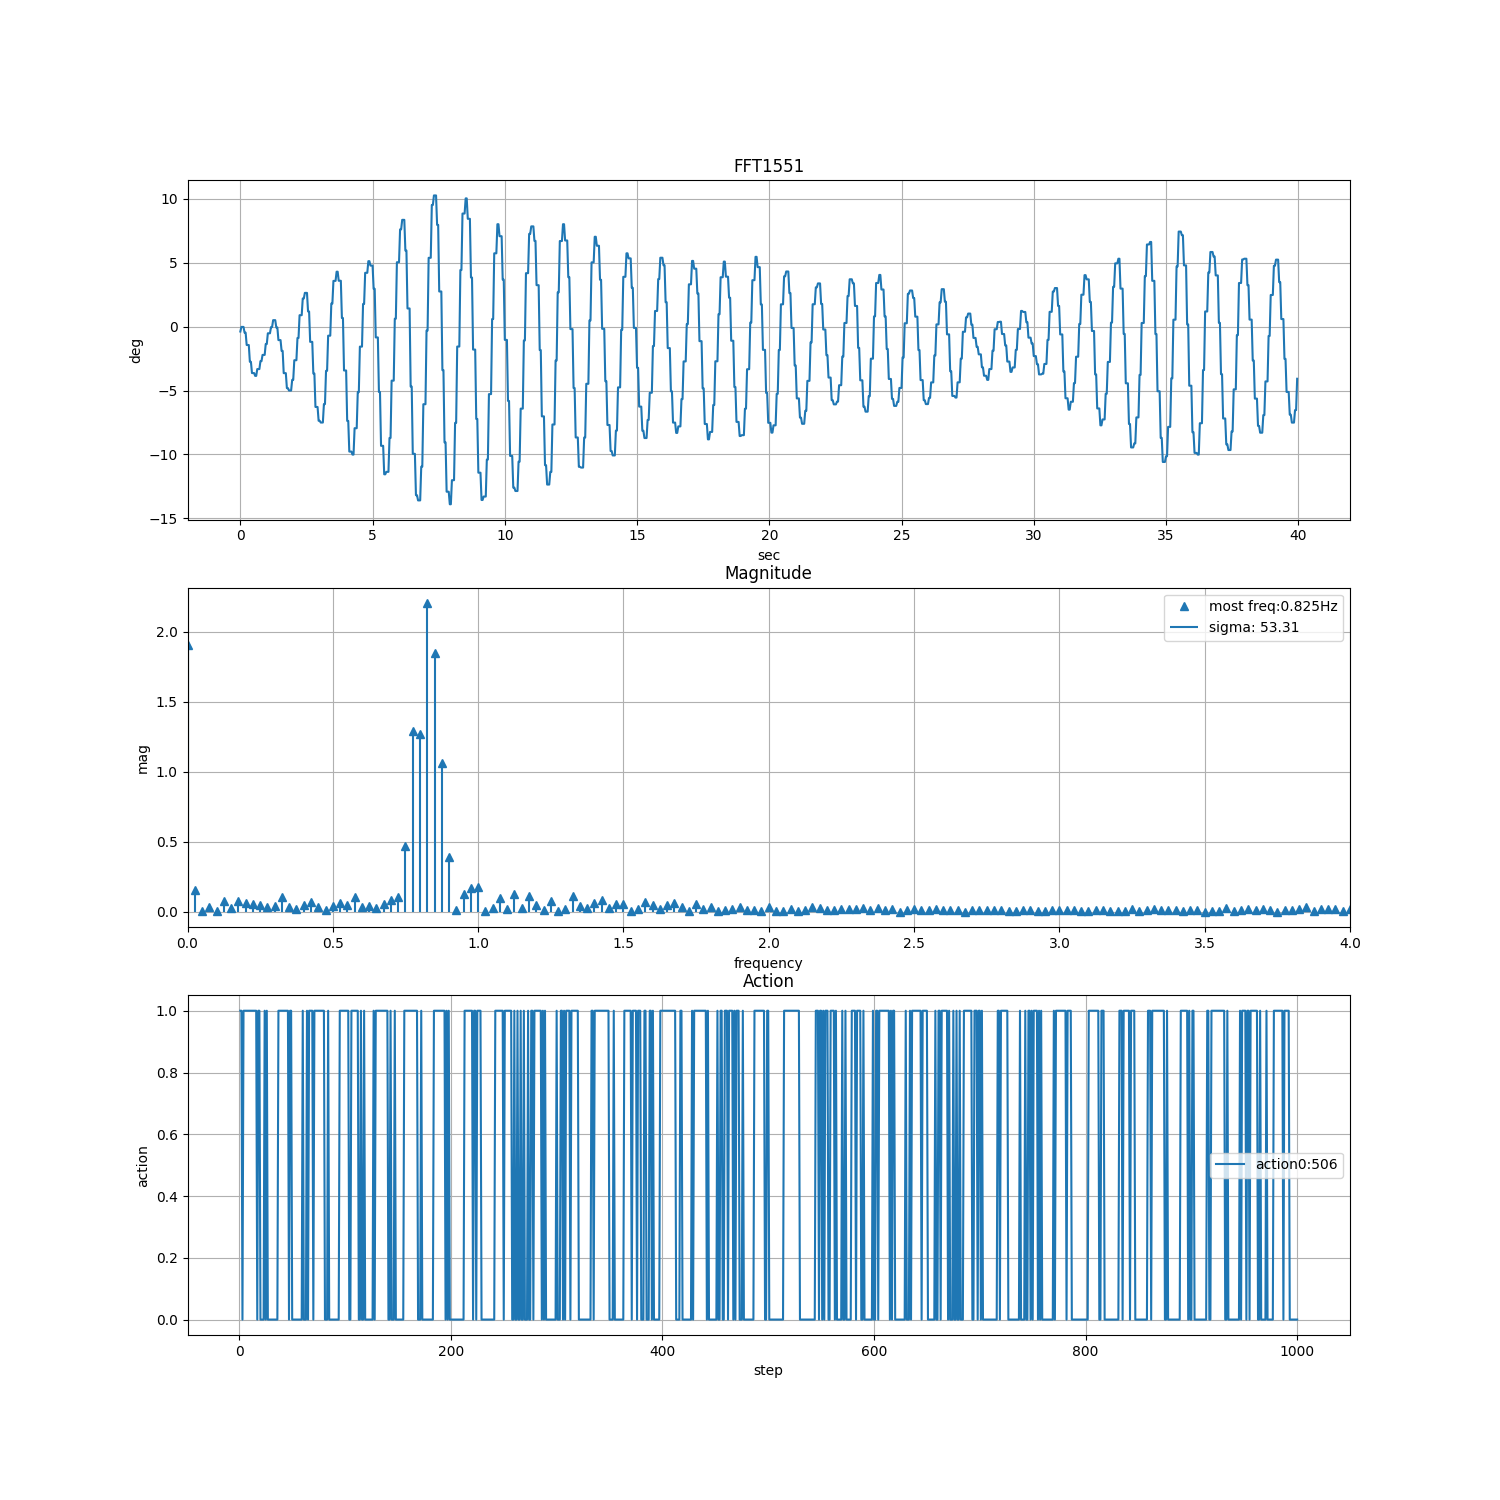 FFT1551
10
5
0
−5
−10
−15
deg
0 5 10 15 20 25 30 35 40
sec
Magnitude
most freq:0.825Hz
sigma: 53.31
2.0
1.5
1.0
0.5
0.0
mag
0.0 0.5 1.0 1.5 2.0 2.5 3.0 3.5 4.0
frequency
Action
1.0
0.8
0.6
0.4
0.2
0.0
action
action0:506
0 200 400 600 800 1000
step